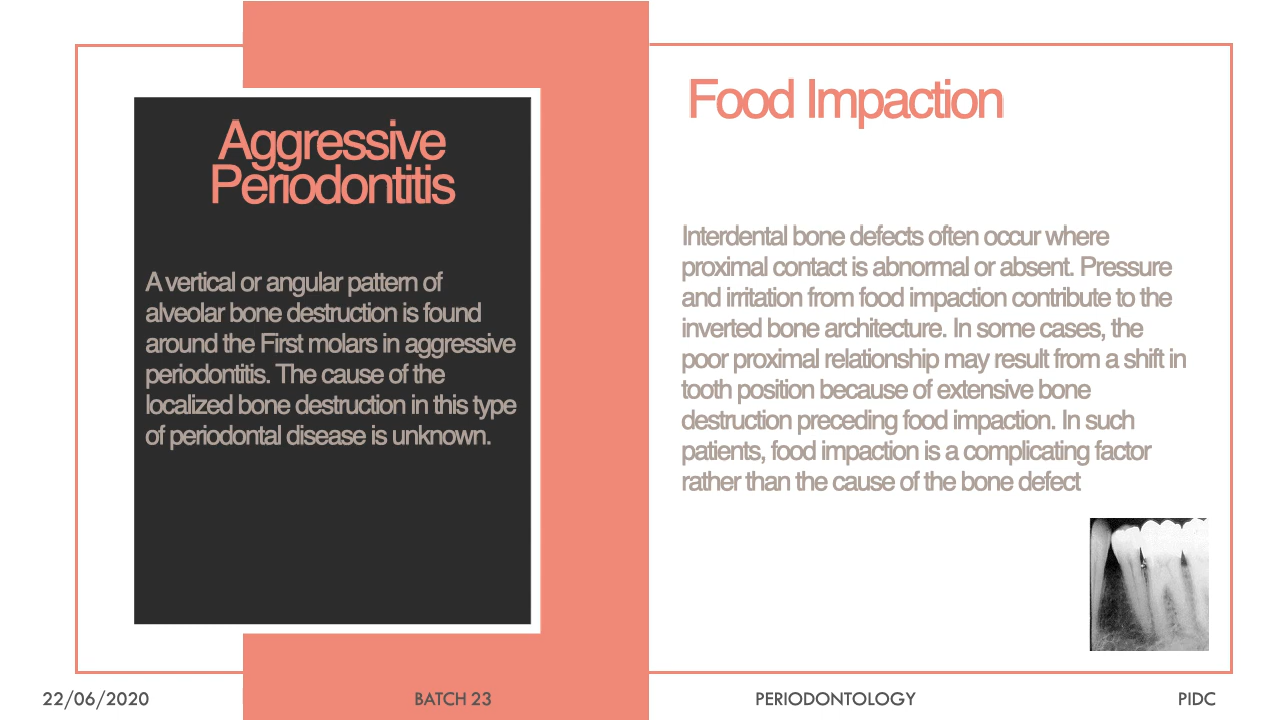 Aggressive
Periodontitis
A vertical or angular pattern of
alveolar bone destruction is found
around the First molars in aggressive
periodontitis. The cause of the
localized bone destruction in this type
of periodontal disease is unknown.
Food Impaction
Interdental bone defects often occur where
proximal contact is abnormal or absent. Pressure
and irritation from food impaction contribute to the
inverted bone architecture. In some cases, the
poor proximal relationship may result from a shift in
tooth position because of extensive bone
destruction preceding food impaction. In such
patients, food impaction is a complicating factor
rather than the cause of the bone defect
22/06/2020
BATCH 23
PERIODONTOLOGY
PIDC